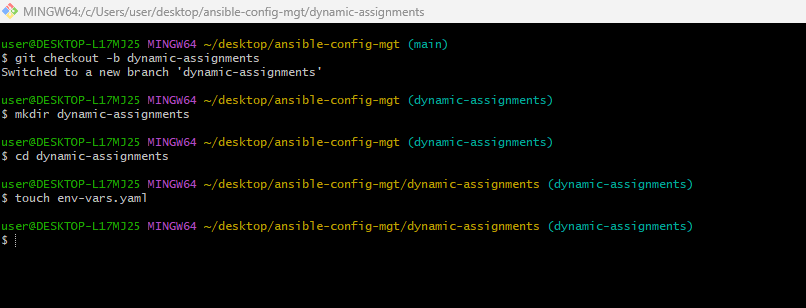 MINGW64:/c/Users/user/desktop/ansible-config-mgt/dynamic-assignments
user@DESKTOP-L17MJ25 MINGW64 ~/desktop/ansible-config-mgt (main)
$ git checkout -b dynamic-assignments
Switched to a new branch 'dynamic-assignments'
user@DESKTOP-L17MJ25 MINGW64 ~/desktop/ansible-config-mgt (dynamic-assignments)
$ mkdir dynamic-assignments
user@DESKTOP-L17MJ25 MINGW64 ~/desktop/ansible-config-mgt (dynamic-assignments)
$ cd dynamic-assignments
user@DESKTOP-L17MJ25 MINGW64 ~/desktop/ansible-config-mgt/dynamic-assignments (dynamic-assignments)
$ touch env-vars.yaml
user@DESKTOP-L17MJ25 MINGW64 ~/desktop/ansible-config-mgt/dynamic-assignments (dynamic-assignments)
$